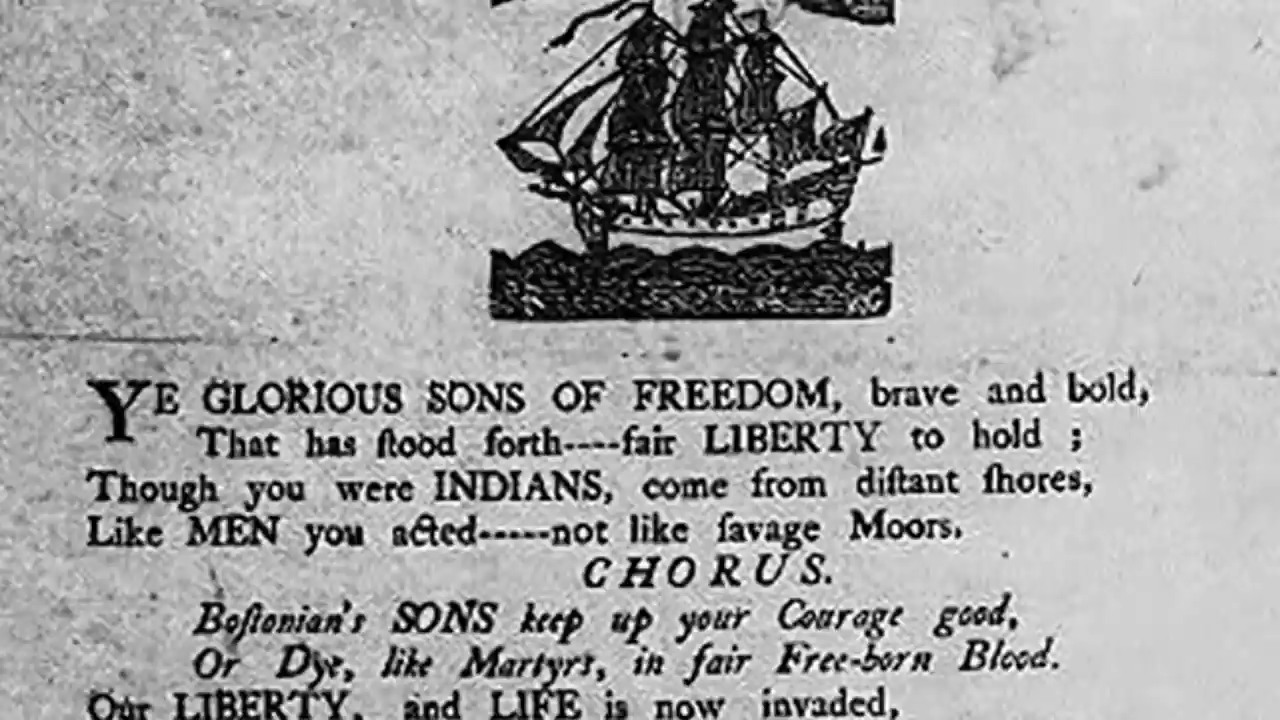 YE GLORIOUS SONS OF FREEDOM, brave and bold,
That has ſtood forth----fair LIBERTY to hold ;
Though you were INDIANS, come from diſtant ſhores,
Like MEN you acted-----not like ſavage Moors.
CHORUS.
Boſtonian's SONS keep up your Courage good,
Or Dye, like Martyrs, in fair Free-born Blood.
Our LIBERTY, and LIFE is now invaded,